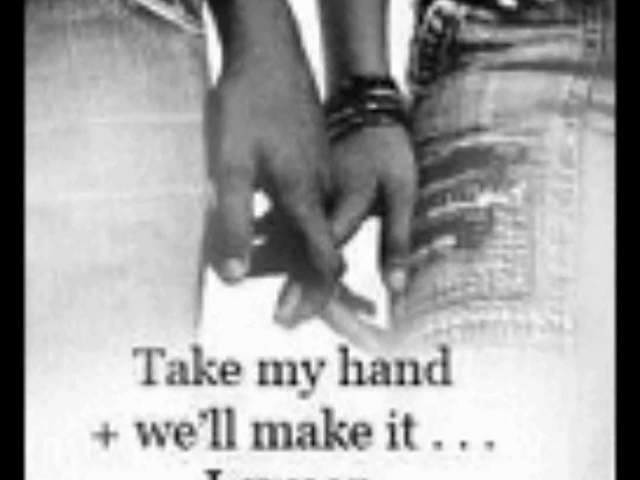 Take my hand
+ we'll make it . . .